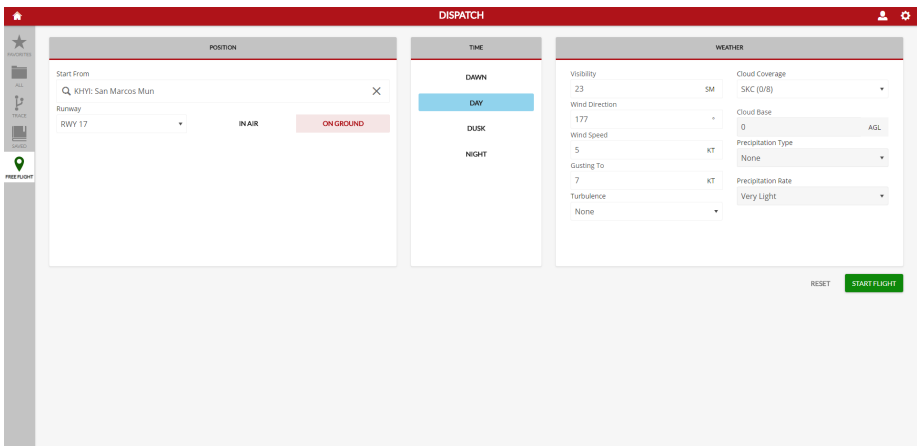 DISPATCH
FAVORITES
ALL
TRACE
SAVED
FREE FLIGHT
POSITION
Start From
KHYI: San Marcos Mun
Runway
RWY 17
IN AIR
ON GROUND
TIME
DAWN
DAY
DUSK
NIGHT
WEATHER
Visibility
23 SM
Wind Direction
177 °
Wind Speed
5 KT
Gusting To
7 KT
Turbulence
None
Cloud Coverage
SKC (0/8)
Cloud Base
0 AGL
Precipitation Type
None
Precipitation Rate
Very Light
RESET
START FLIGHT